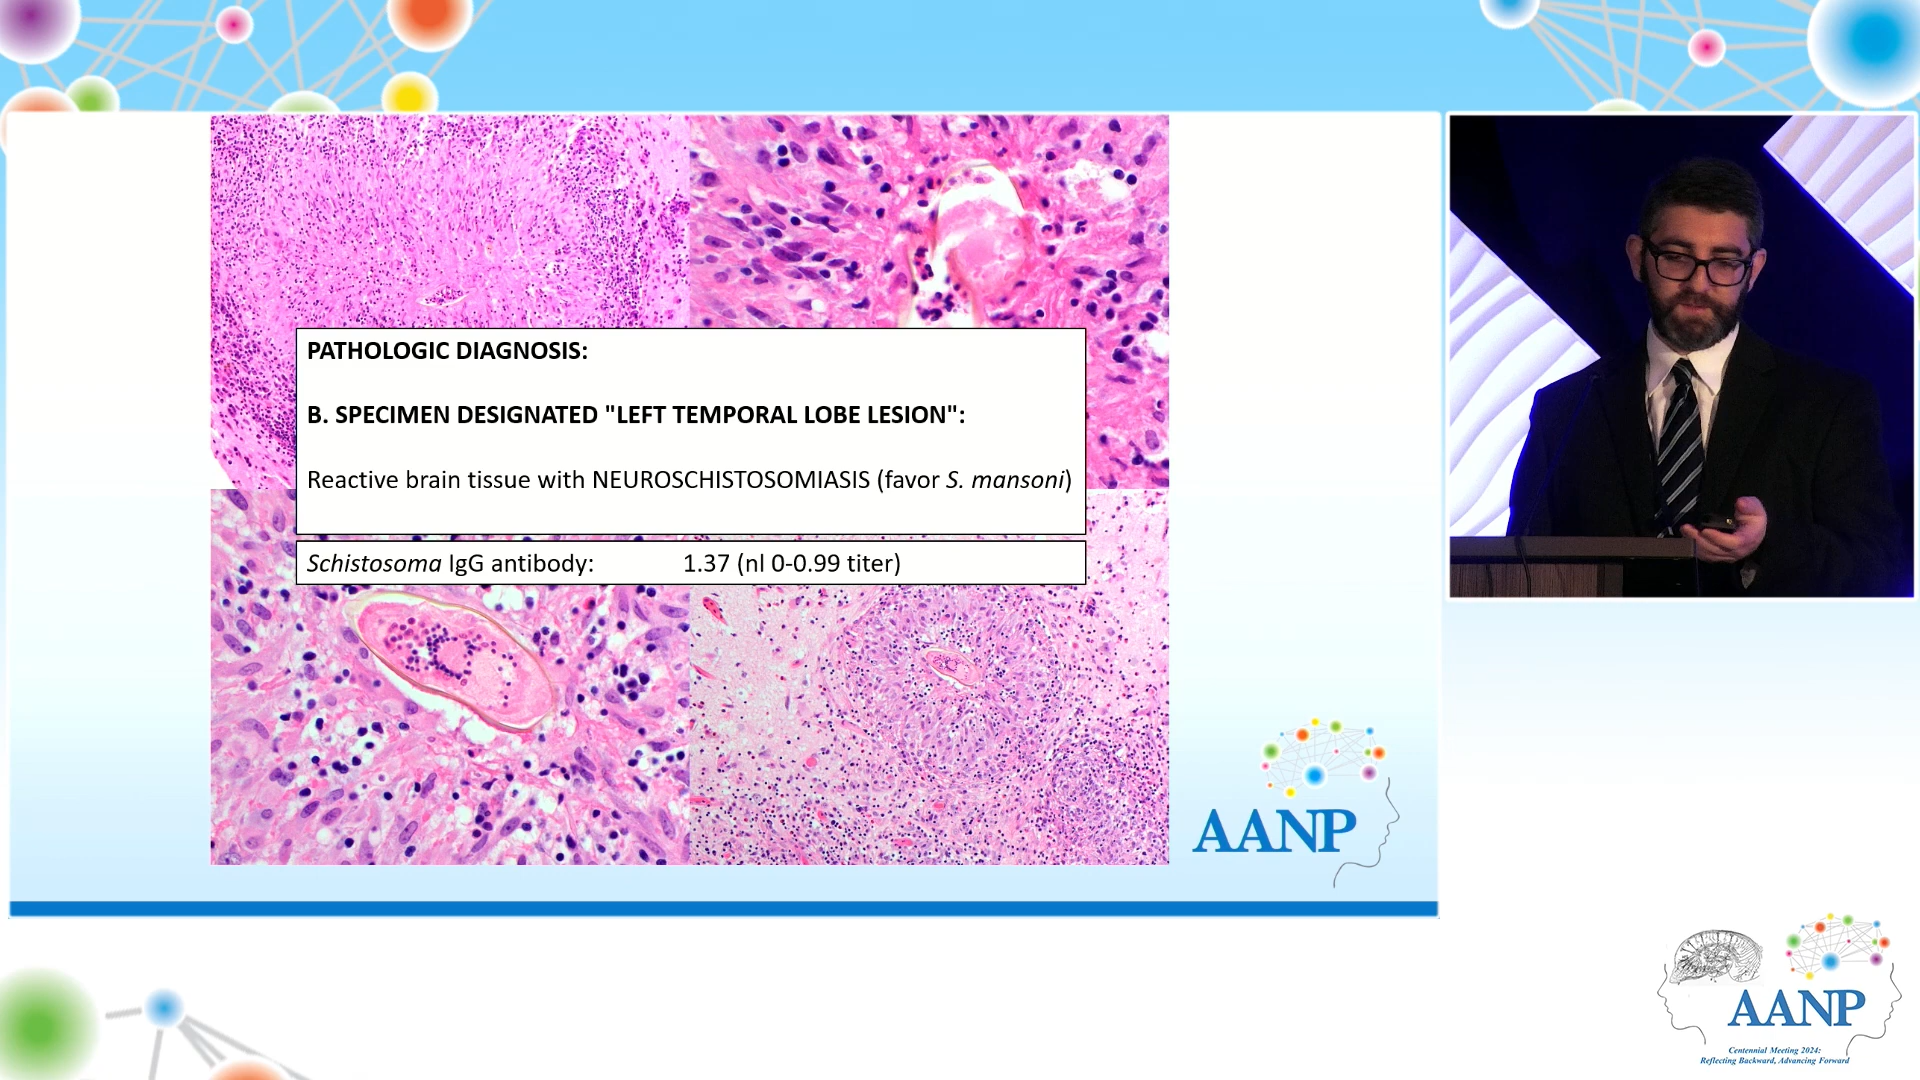 PATHOLOGIC DIAGNOSIS:
B. SPECIMEN DESIGNATED "LEFT TEMPORAL LOBE LESION":
Reactive brain tissue with NEUROSCHISTOSOMIASIS (favor S. mansoni)
Schistosoma IgG antibody: 1.37 (nl 0-0.99 titer)
AANP
AANP
Centennial Meeting 2024:
Reflecting Backward, Advancing Forward